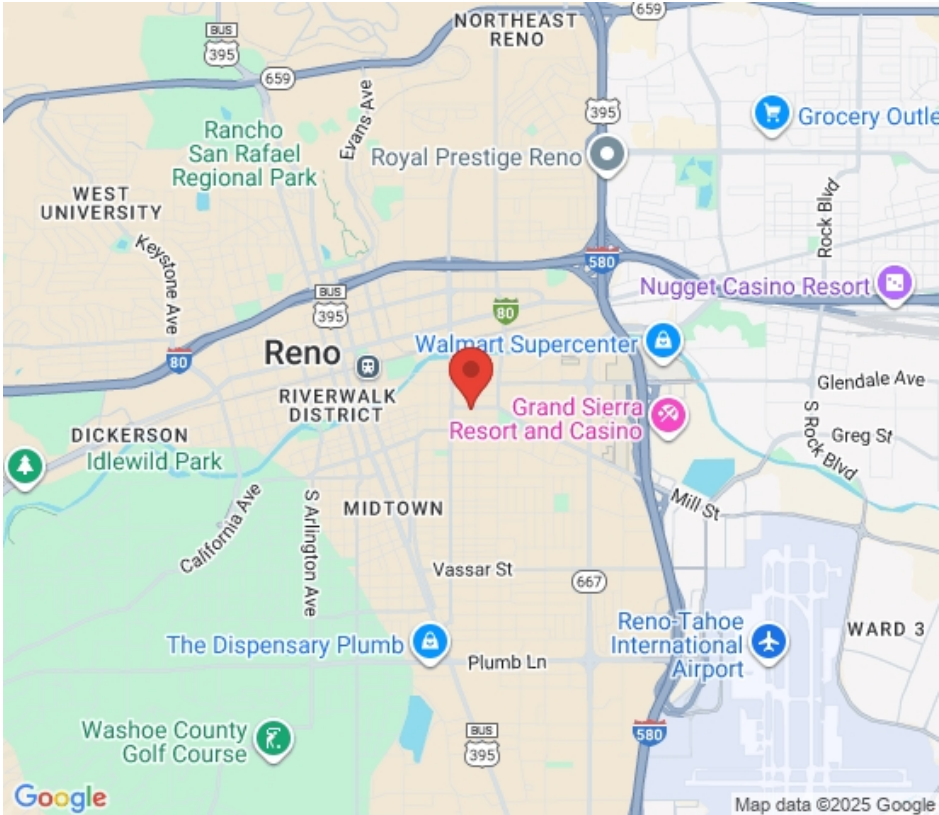 NORTHEAST
RENO
659
BUS
395
659
395
Evans Ave
Grocery Outle
Rancho
San Rafael
Regional Park
Royal Prestige Reno
WEST
UNIVERSITY
Rock Blvd
Keystone Ave
580
Nugget Casino Resort
BUS
395
80
Walmart Supercenter
Reno
80
RIVERWALK
DISTRICT
Glendale Ave
Grand Sierra
Resort and Casino
DICKERSON
Idlewild Park
Greg St
S Rock Blvd
Mill St
MIDTOWN
California Ave
S Arlington Ave
Vassar St
667
Reno-Tahoe
International
Airport
WARD 3
The Dispensary Plumb
Plumb Ln
Washoe County
Golf Course
BUS
395
580
Google
Map data ©2025 Google